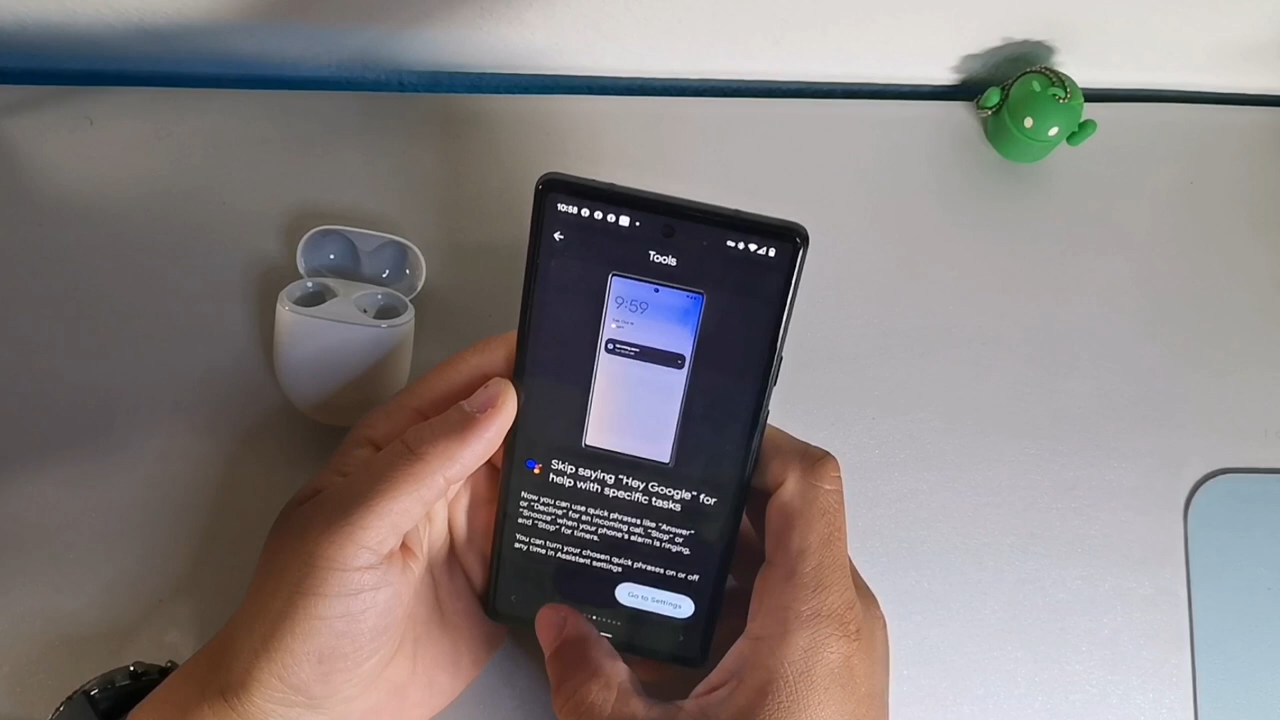 10:58
Tools
9:59
Skip saying "Hey Google" for
help with specific tasks
Now you can use quick phrases like "Answer"
or "Decline" for an incoming call, "Stop" or
"Snooze" when your phone's alarm is ringing,
and "Stop" for timers.
You can turn your chosen quick phrases on or off
any time in Assistant settings
Go to Settings